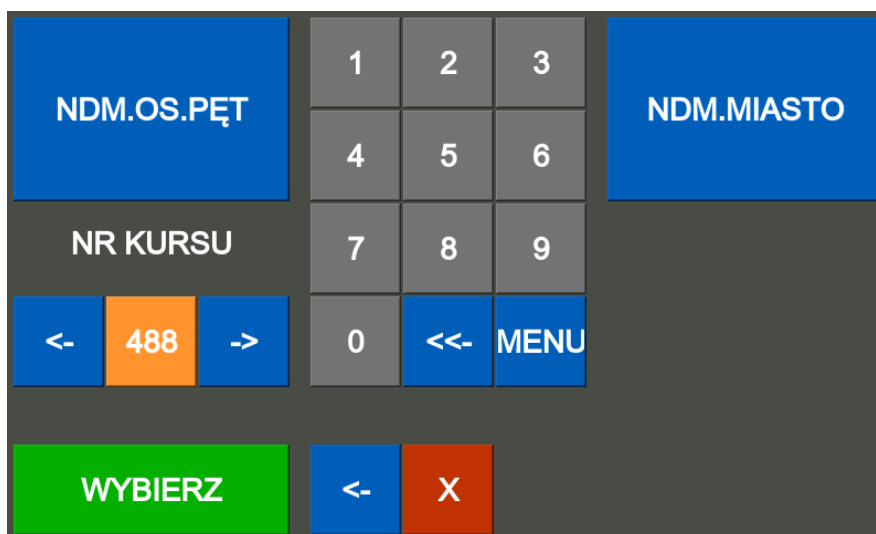 NDM.OS.PĘT
1 2 3
NDM.MIASTO
4 5 6
NR KURSU
7 8 9
<- 488 -> 0 <<- MENU
WYBIERZ <- X